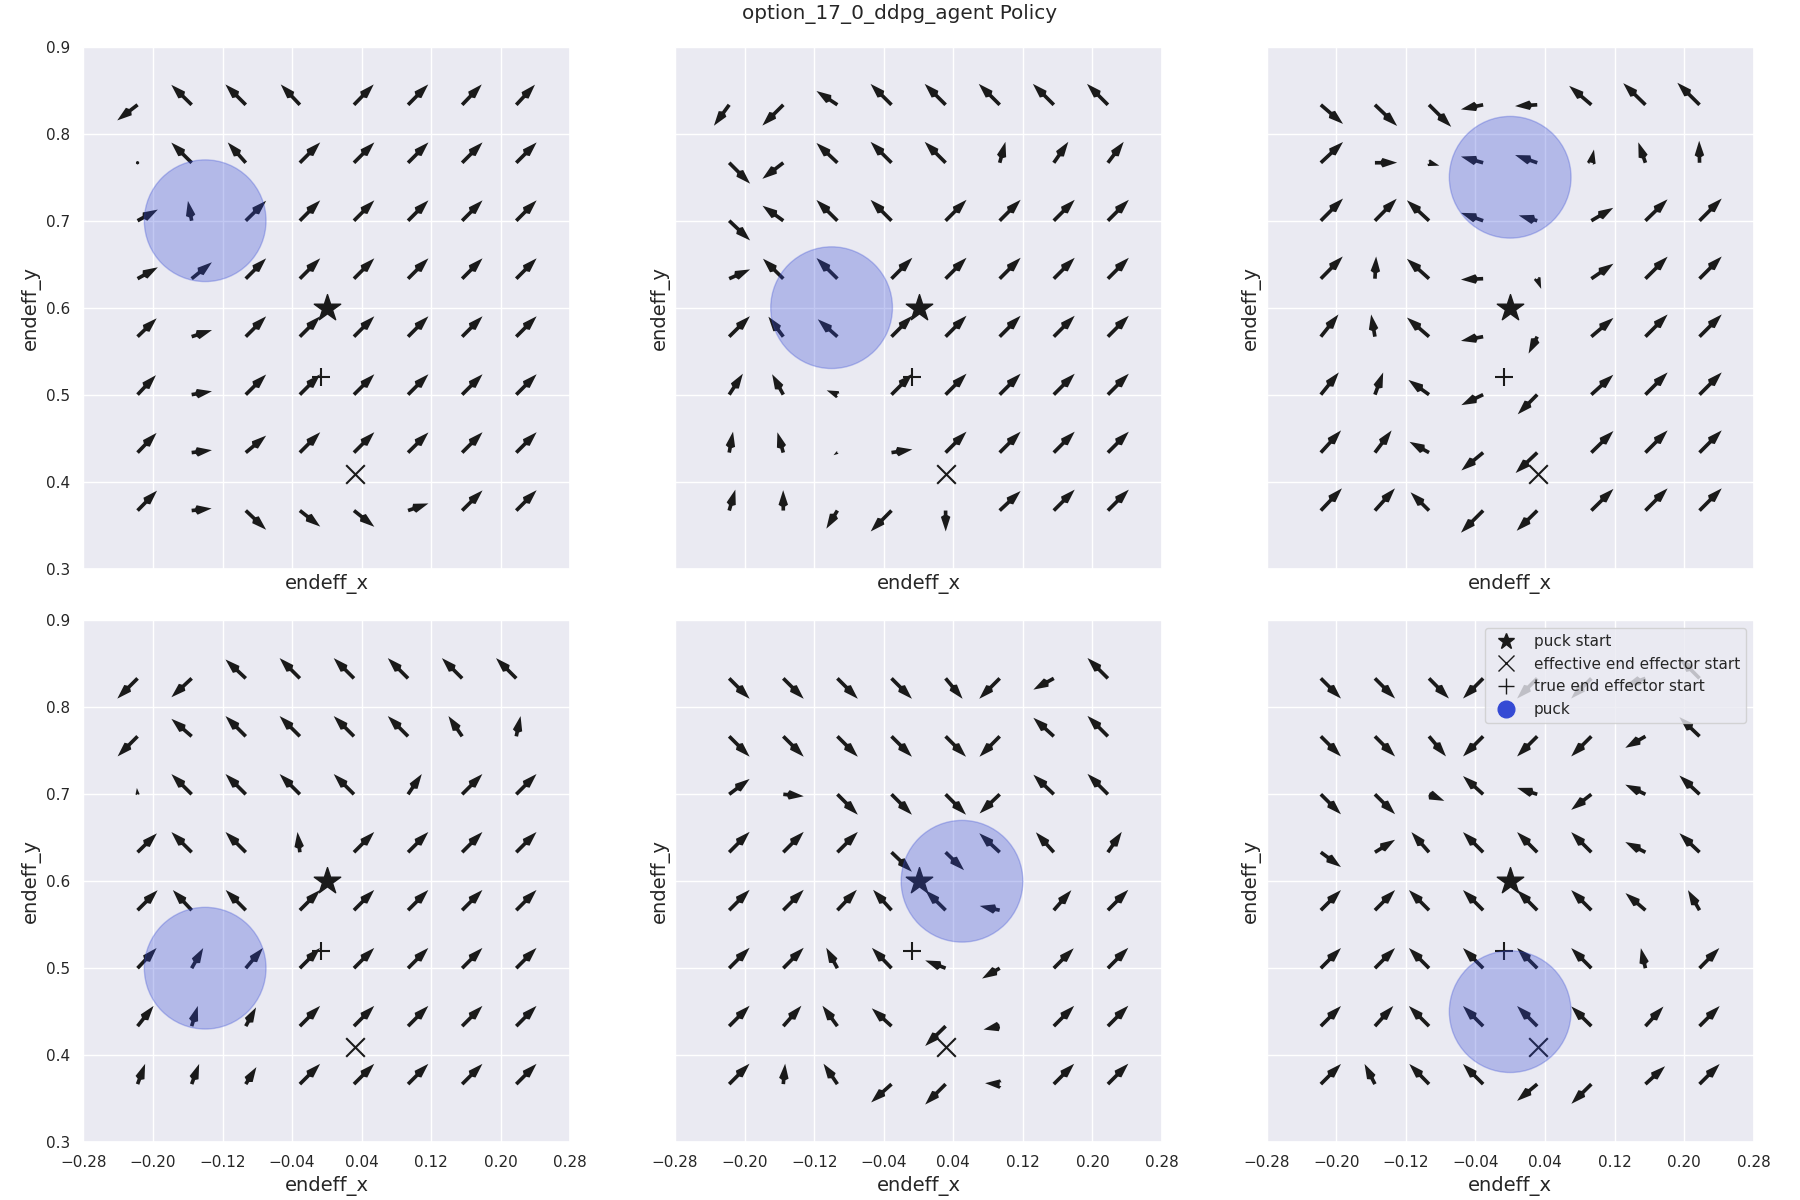 option_17_0_ddpg_agent Policy
0.9
0.8
0.7
0.6
0.5
0.4
0.3
endeff_y
endeff_x
endeff_y
endeff_x
endeff_y
endeff_x
0.9
0.8
0.7
0.6
0.5
0.4
0.3
endeff_y
−0.28 −0.20 −0.12 −0.04 0.04 0.12 0.20 0.28
endeff_x
endeff_y
−0.28 −0.20 −0.12 −0.04 0.04 0.12 0.20 0.28
endeff_x
endeff_y
puck start
effective end effector start
true end effector start
puck
−0.28 −0.20 −0.12 −0.04 0.04 0.12 0.20 0.28
endeff_x